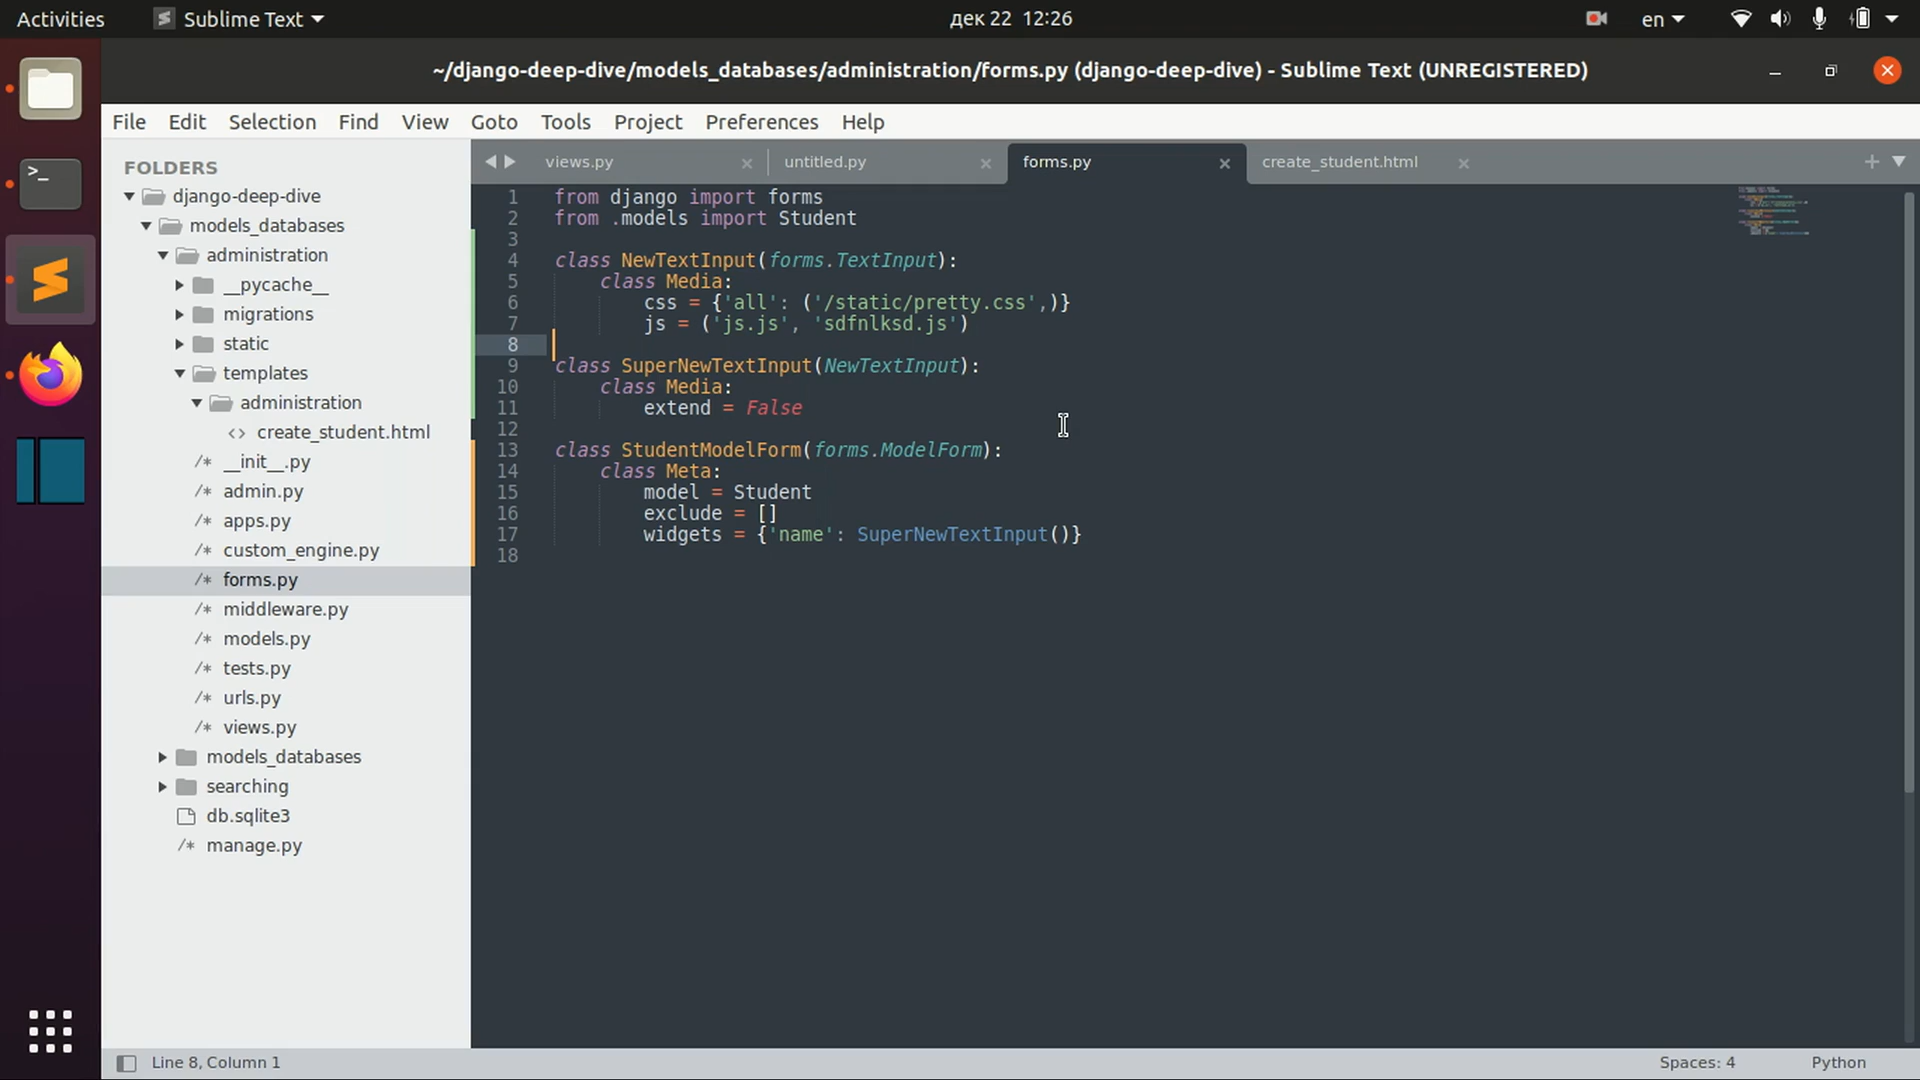 Activities Sublime Text дек 22 12:26 en
~/django-deep-dive/models_databases/administration/forms.py (django-deep-dive) - Sublime Text (UNREGISTERED)
File Edit Selection Find View Goto Tools Project Preferences Help
FOLDERS
django-deep-dive
models_databases
administration
__pycache__
migrations
static
templates
administration
<> create_student.html
/* __init__.py
/* admin.py
/* apps.py
/* custom_engine.py
/* forms.py
/* middleware.py
/* models.py
/* tests.py
/* urls.py
/* views.py
models_databases
searching
db.sqlite3
/* manage.py
views.py untitled.py forms.py create_student.html
1 from django import forms
2 from .models import Student
3
4 class NewTextInput(forms.TextInput):
5     class Media:
6         css = {'all': ('/static/pretty.css',)}
7         js = ('js.js', 'sdfnlksd.js')
8
9 class SuperNewTextInput(NewTextInput):
10     class Media:
11         extend = False
12
13 class StudentModelForm(forms.ModelForm):
14     class Meta:
15         model = Student
16         exclude = []
17         widgets = {'name': SuperNewTextInput()}
18
Line 8, Column 1 Spaces: 4 Python